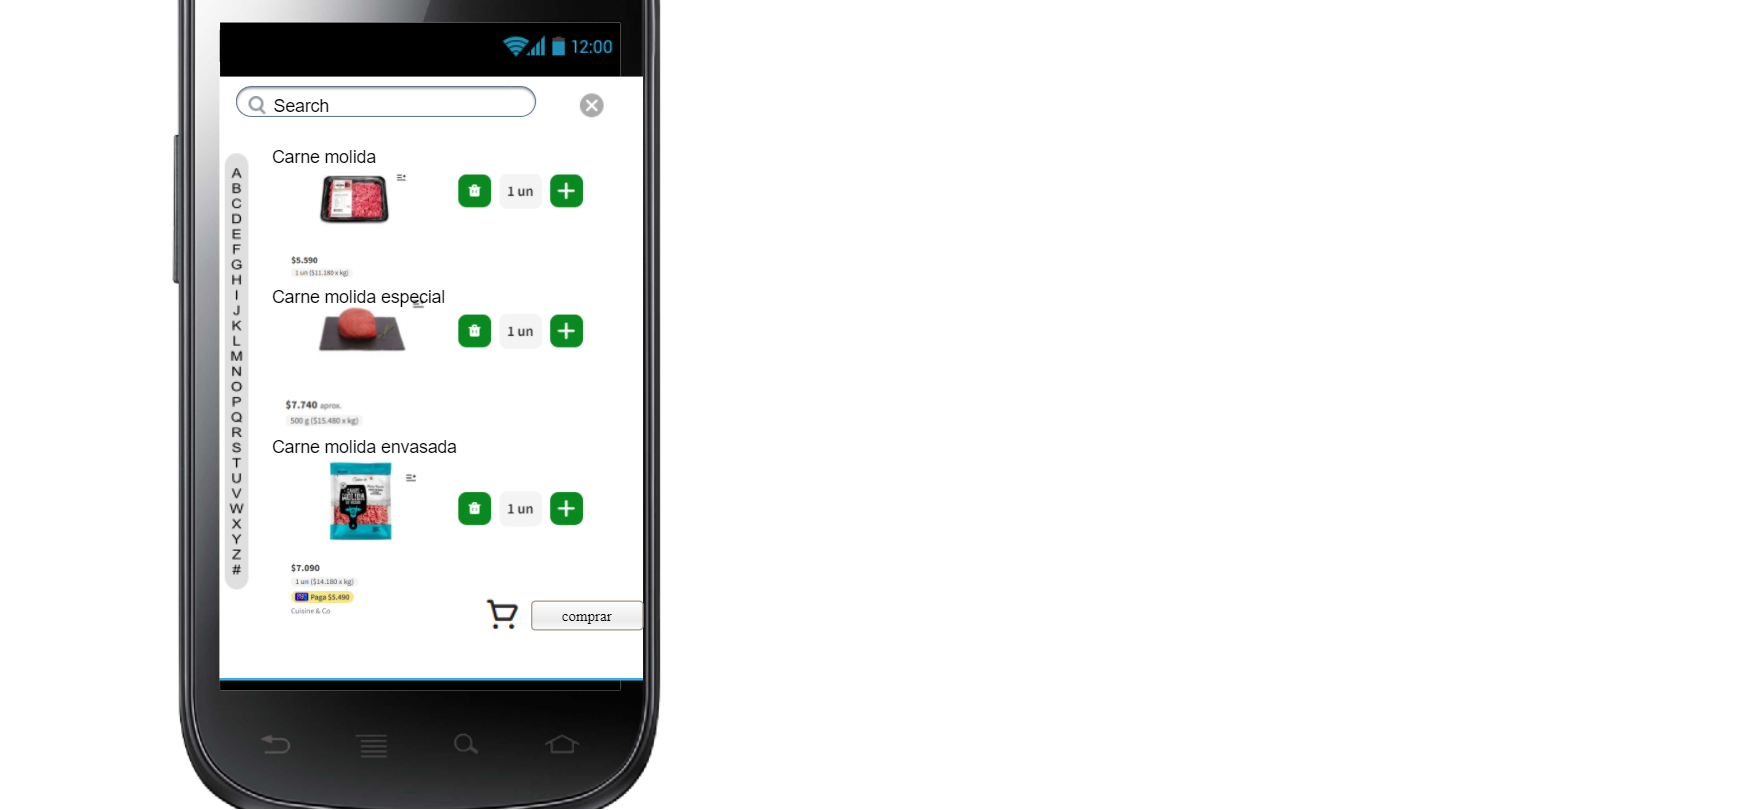 12:00
Search
Carne molida
1 un
$5.590
1 un ($11.180 x kg)
Carne molida especial
1 un
$7.740 aprox.
500 g ($15.480 x kg)
Carne molida envasada
1 un
$7.090
1 un ($14.180 x kg)
Paga $5.490
Cuisine & Co
comprar
A
B
C
D
E
F
G
H
I
J
K
L
M
N
O
P
Q
R
S
T
U
V
W
X
Y
Z
#